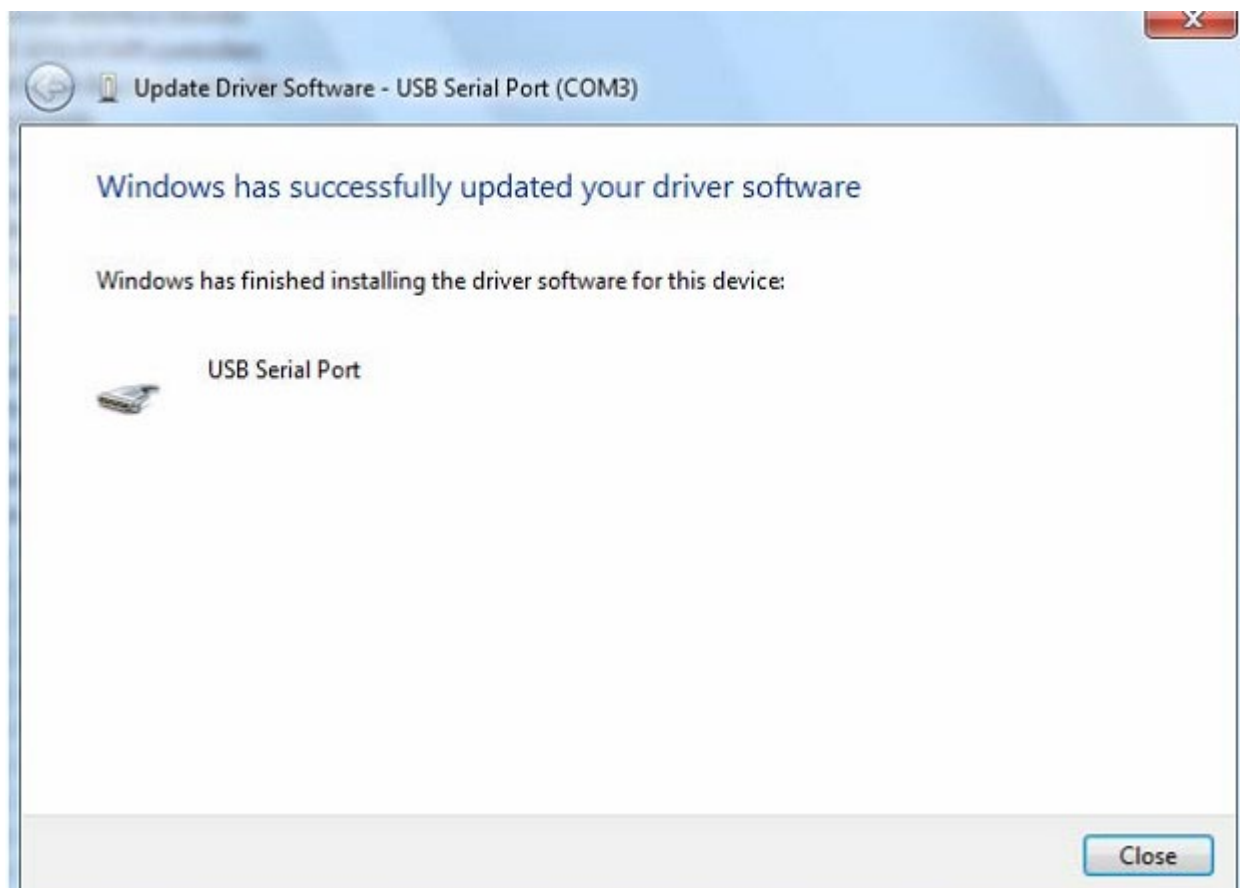 Update Driver Software - USB Serial Port (COM3)
Windows has successfully updated your driver software
Windows has finished installing the driver software for this device:
USB Serial Port
Close